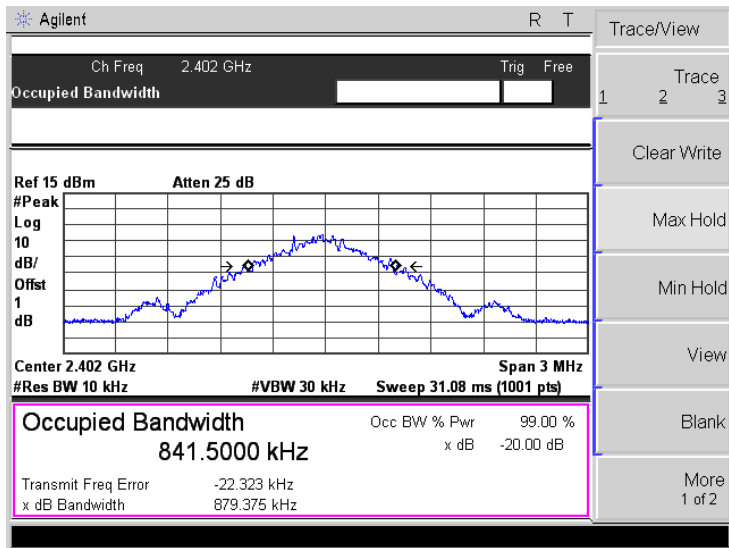 Agilent R T
Trace/View
Ch Freq 2.402 GHz Trig Free
Occupied Bandwidth
Trace
1 2 3
Clear Write
Max Hold
Min Hold
View
Blank
More
1 of 2
Ref 15 dBm Atten 25 dB
#Peak
Log
10
dB/
Offst
1
dB
Center 2.402 GHz Span 3 MHz
#Res BW 10 kHz #VBW 30 kHz Sweep 31.08 ms (1001 pts)
Occupied Bandwidth
841.5000 kHz
Occ BW % Pwr 99.00 %
x dB -20.00 dB
Transmit Freq Error -22.323 kHz
x dB Bandwidth 879.375 kHz